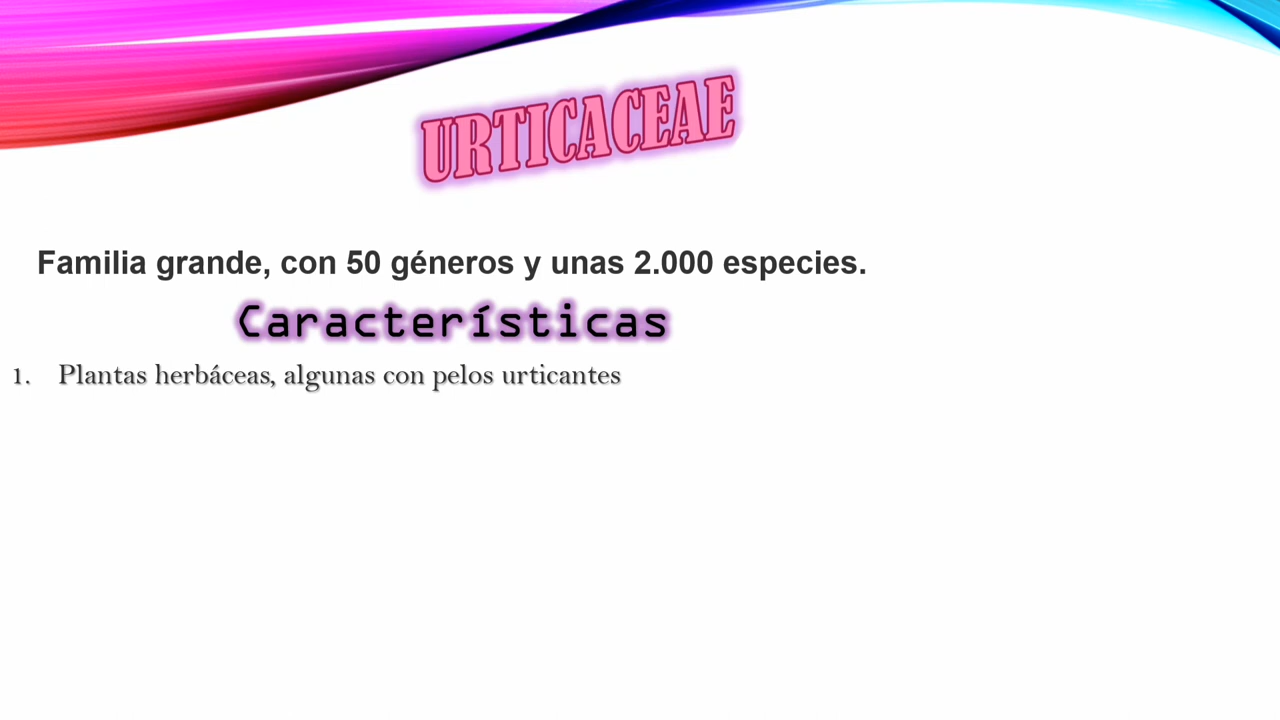 URTICACEAE
Familia grande, con 50 géneros y unas 2.000 especies.
Características
1. Plantas herbáceas, algunas con pelos urticantes